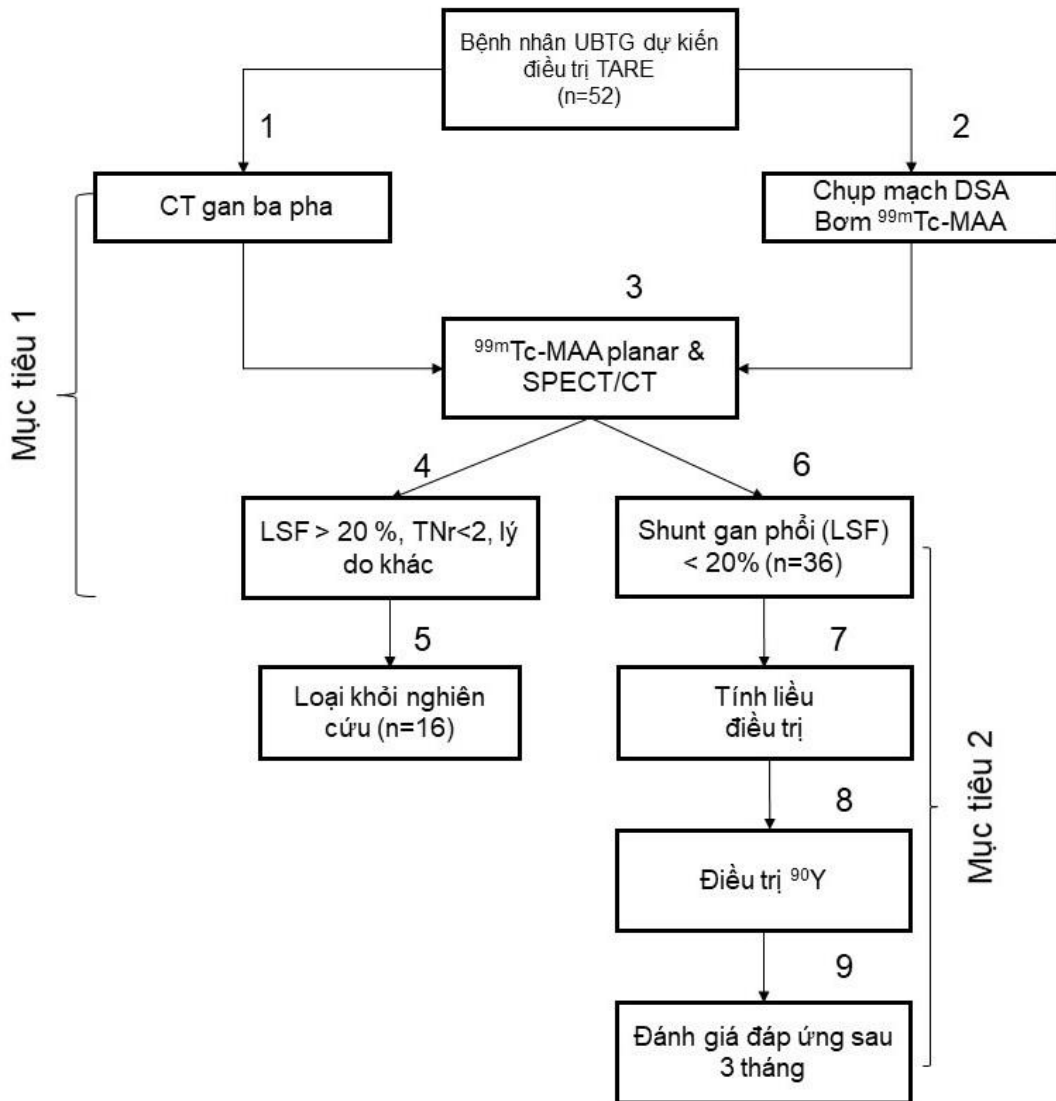 Bệnh nhân UBTG dự kiến
điều trị TARE
(n=52)
1
2
CT gan ba pha
Chụp mạch DSA
Bơm ⁹⁹ᵐTc-MAA
3
⁹⁹ᵐTc-MAA planar &
SPECT/CT
Mục tiêu 1
4
6
LSF > 20 %, TNr<2, lý
do khác
Shunt gan phổi (LSF)
< 20% (n=36)
5
7
Loại khỏi nghiên
cứu (n=16)
Tính liều
điều trị
8
Điều trị ⁹⁰Y
Mục tiêu 2
9
Đánh giá đáp ứng sau
3 tháng